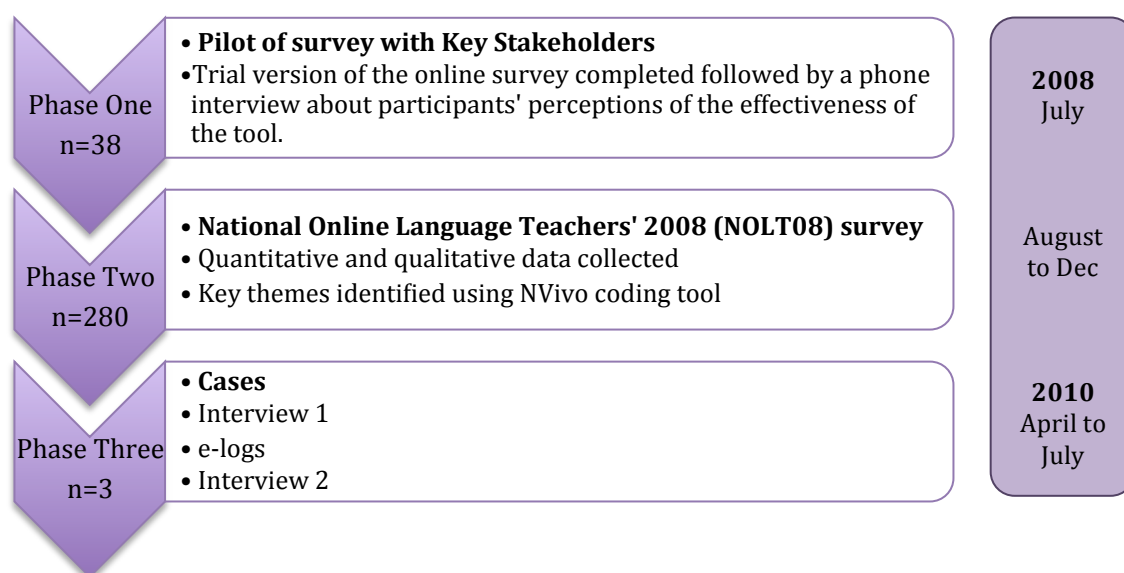 Phase One
n=38
• Pilot of survey with Key Stakeholders
•Trial version of the online survey completed followed by a phone
interview about participants' perceptions of the effectiveness of
the tool.
2008
July
Phase Two
n=280
• National Online Language Teachers' 2008 (NOLT08) survey
• Quantitative and qualitative data collected
• Key themes identified using NVivo coding tool
August
to Dec
Phase Three
n=3
• Cases
• Interview 1
• e-logs
• Interview 2
2010
April to
July